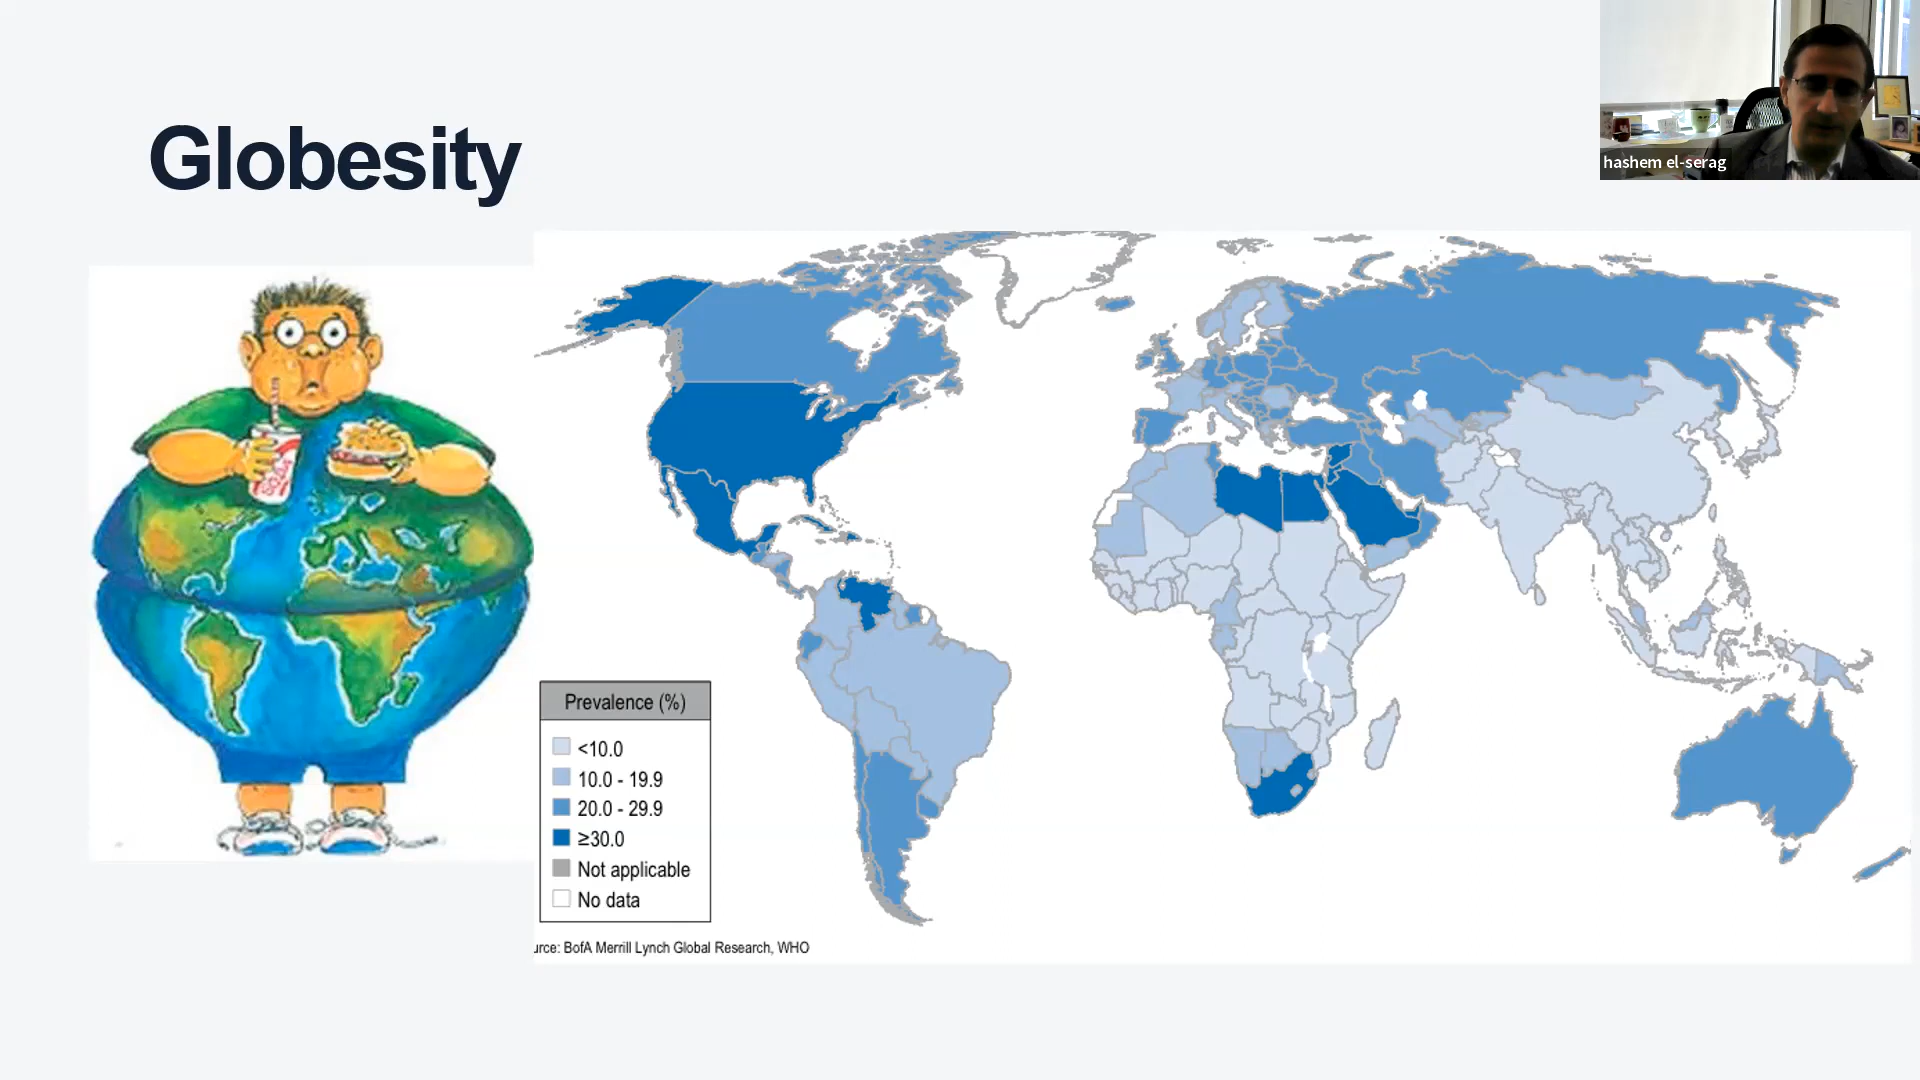 Globesity
hashem el-serag
Prevalence (%)
<10.0
10.0 - 19.9
20.0 - 29.9
≥30.0
Not applicable
No data
urce: BofA Merrill Lynch Global Research, WHO